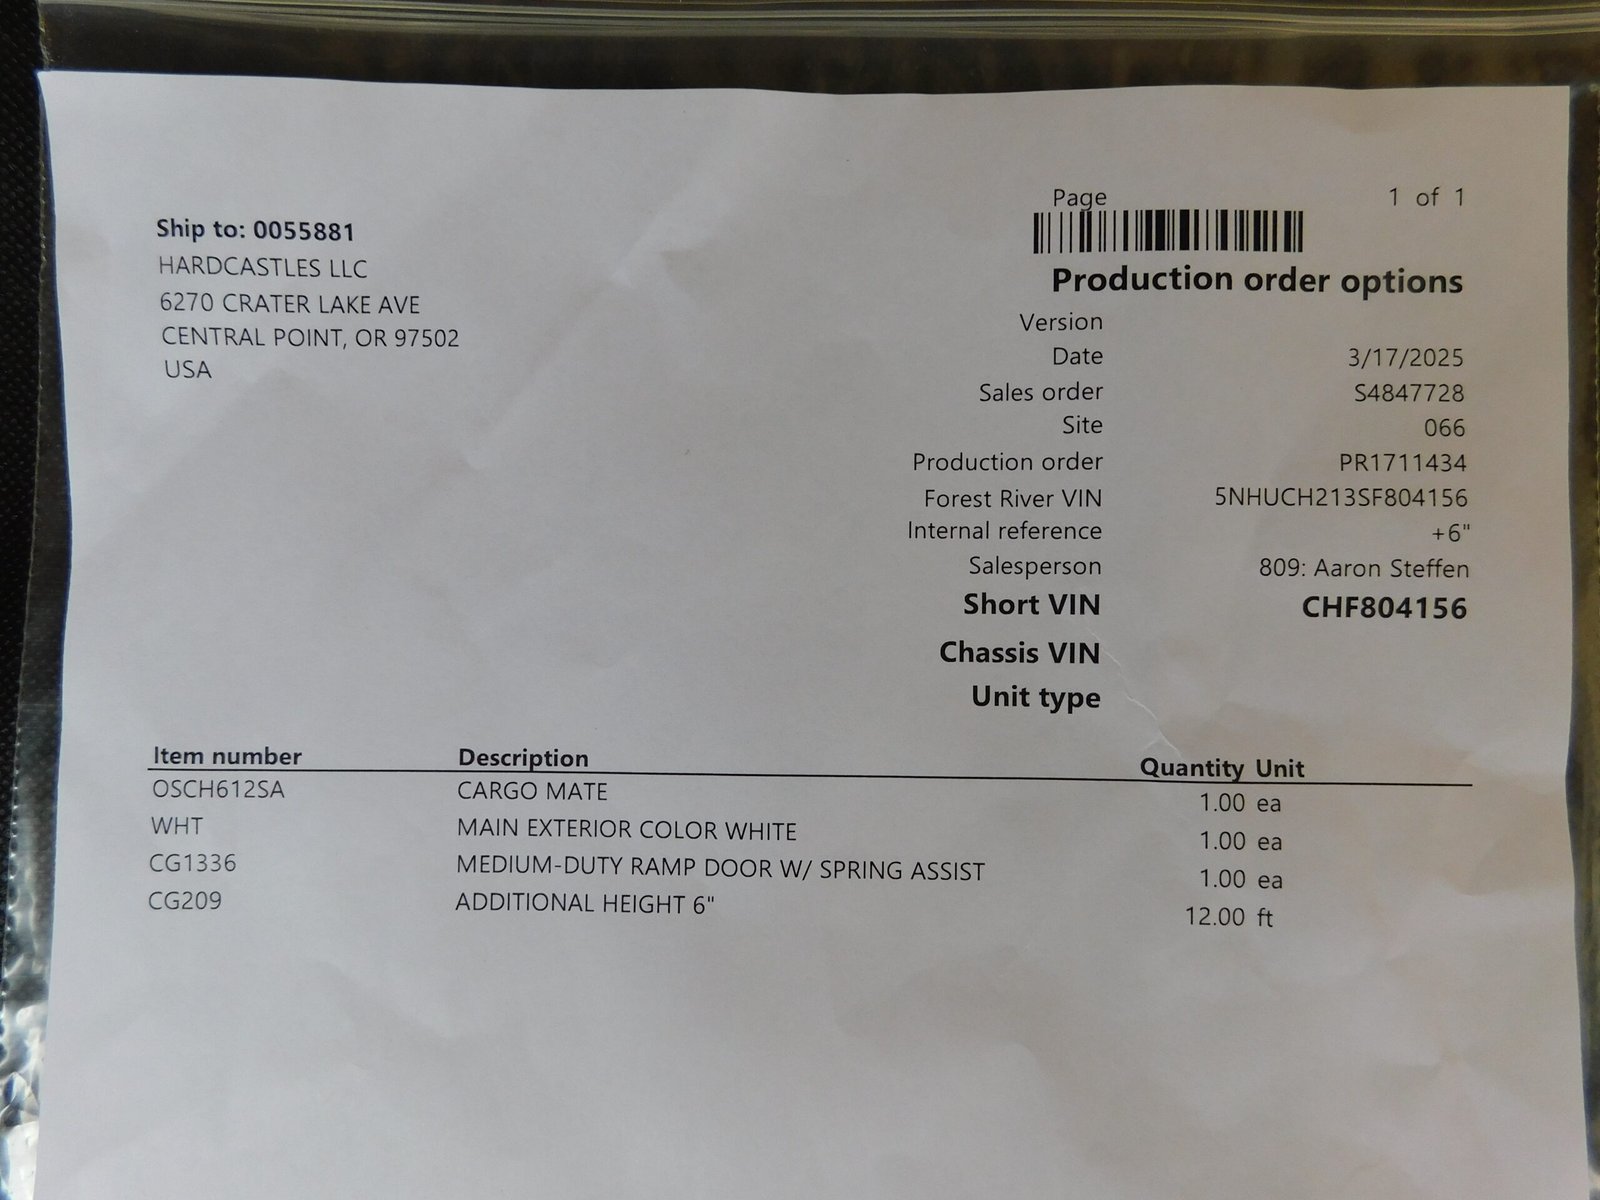 Ship to: 0055881
HARDCASTLES LLC
6270 CRATER LAKE AVE
CENTRAL POINT, OR 97502
USA
Page 1 of 1
Production order options
Version
Date 3/17/2025
Sales order S4847728
Site 066
Production order PR1711434
Forest River VIN 5NHUCH213SF804156
Internal reference +6"
Salesperson 809: Aaron Steffen
Short VIN CHF804156
Chassis VIN
Unit type
Item number Description Quantity Unit
OSCH612SA CARGO MATE 1.00 ea
WHT MAIN EXTERIOR COLOR WHITE 1.00 ea
CG1336 MEDIUM-DUTY RAMP DOOR W/ SPRING ASSIST 1.00 ea
CG209 ADDITIONAL HEIGHT 6" 12.00 ft